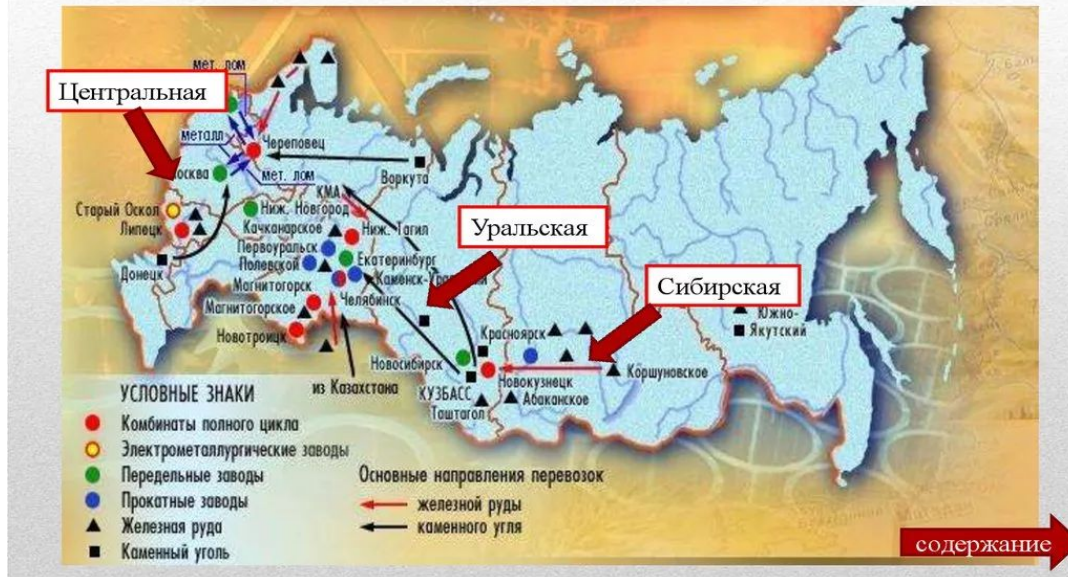 мет. лом
Центральная
металл
Череповец
Москва
мет. лом
Воркута
КМА
Старый Оскол
Липецк
Ниж. Новгород
Качканарское
Ниж. Тагил
Уральская
Первоуральск
Екатеринбург
Полевской
Донецк
Магнитогорск
Челябинск
Сибирская
Магнитогорское
Южно-
Якутский
Новотроицк
Красноярск
Новосибирск
Коршуновское
из Казахстана
КУЗБАСС
Новокузнецк
Абаканское
Таштагол
УСЛОВНЫЕ ЗНАКИ
Комбинаты полного цикла
Электрометаллургические заводы
Передельные заводы
Прокатные заводы
Железная руда
Каменный уголь
Основные направления перевозок
железной руды
каменного угля
содержание